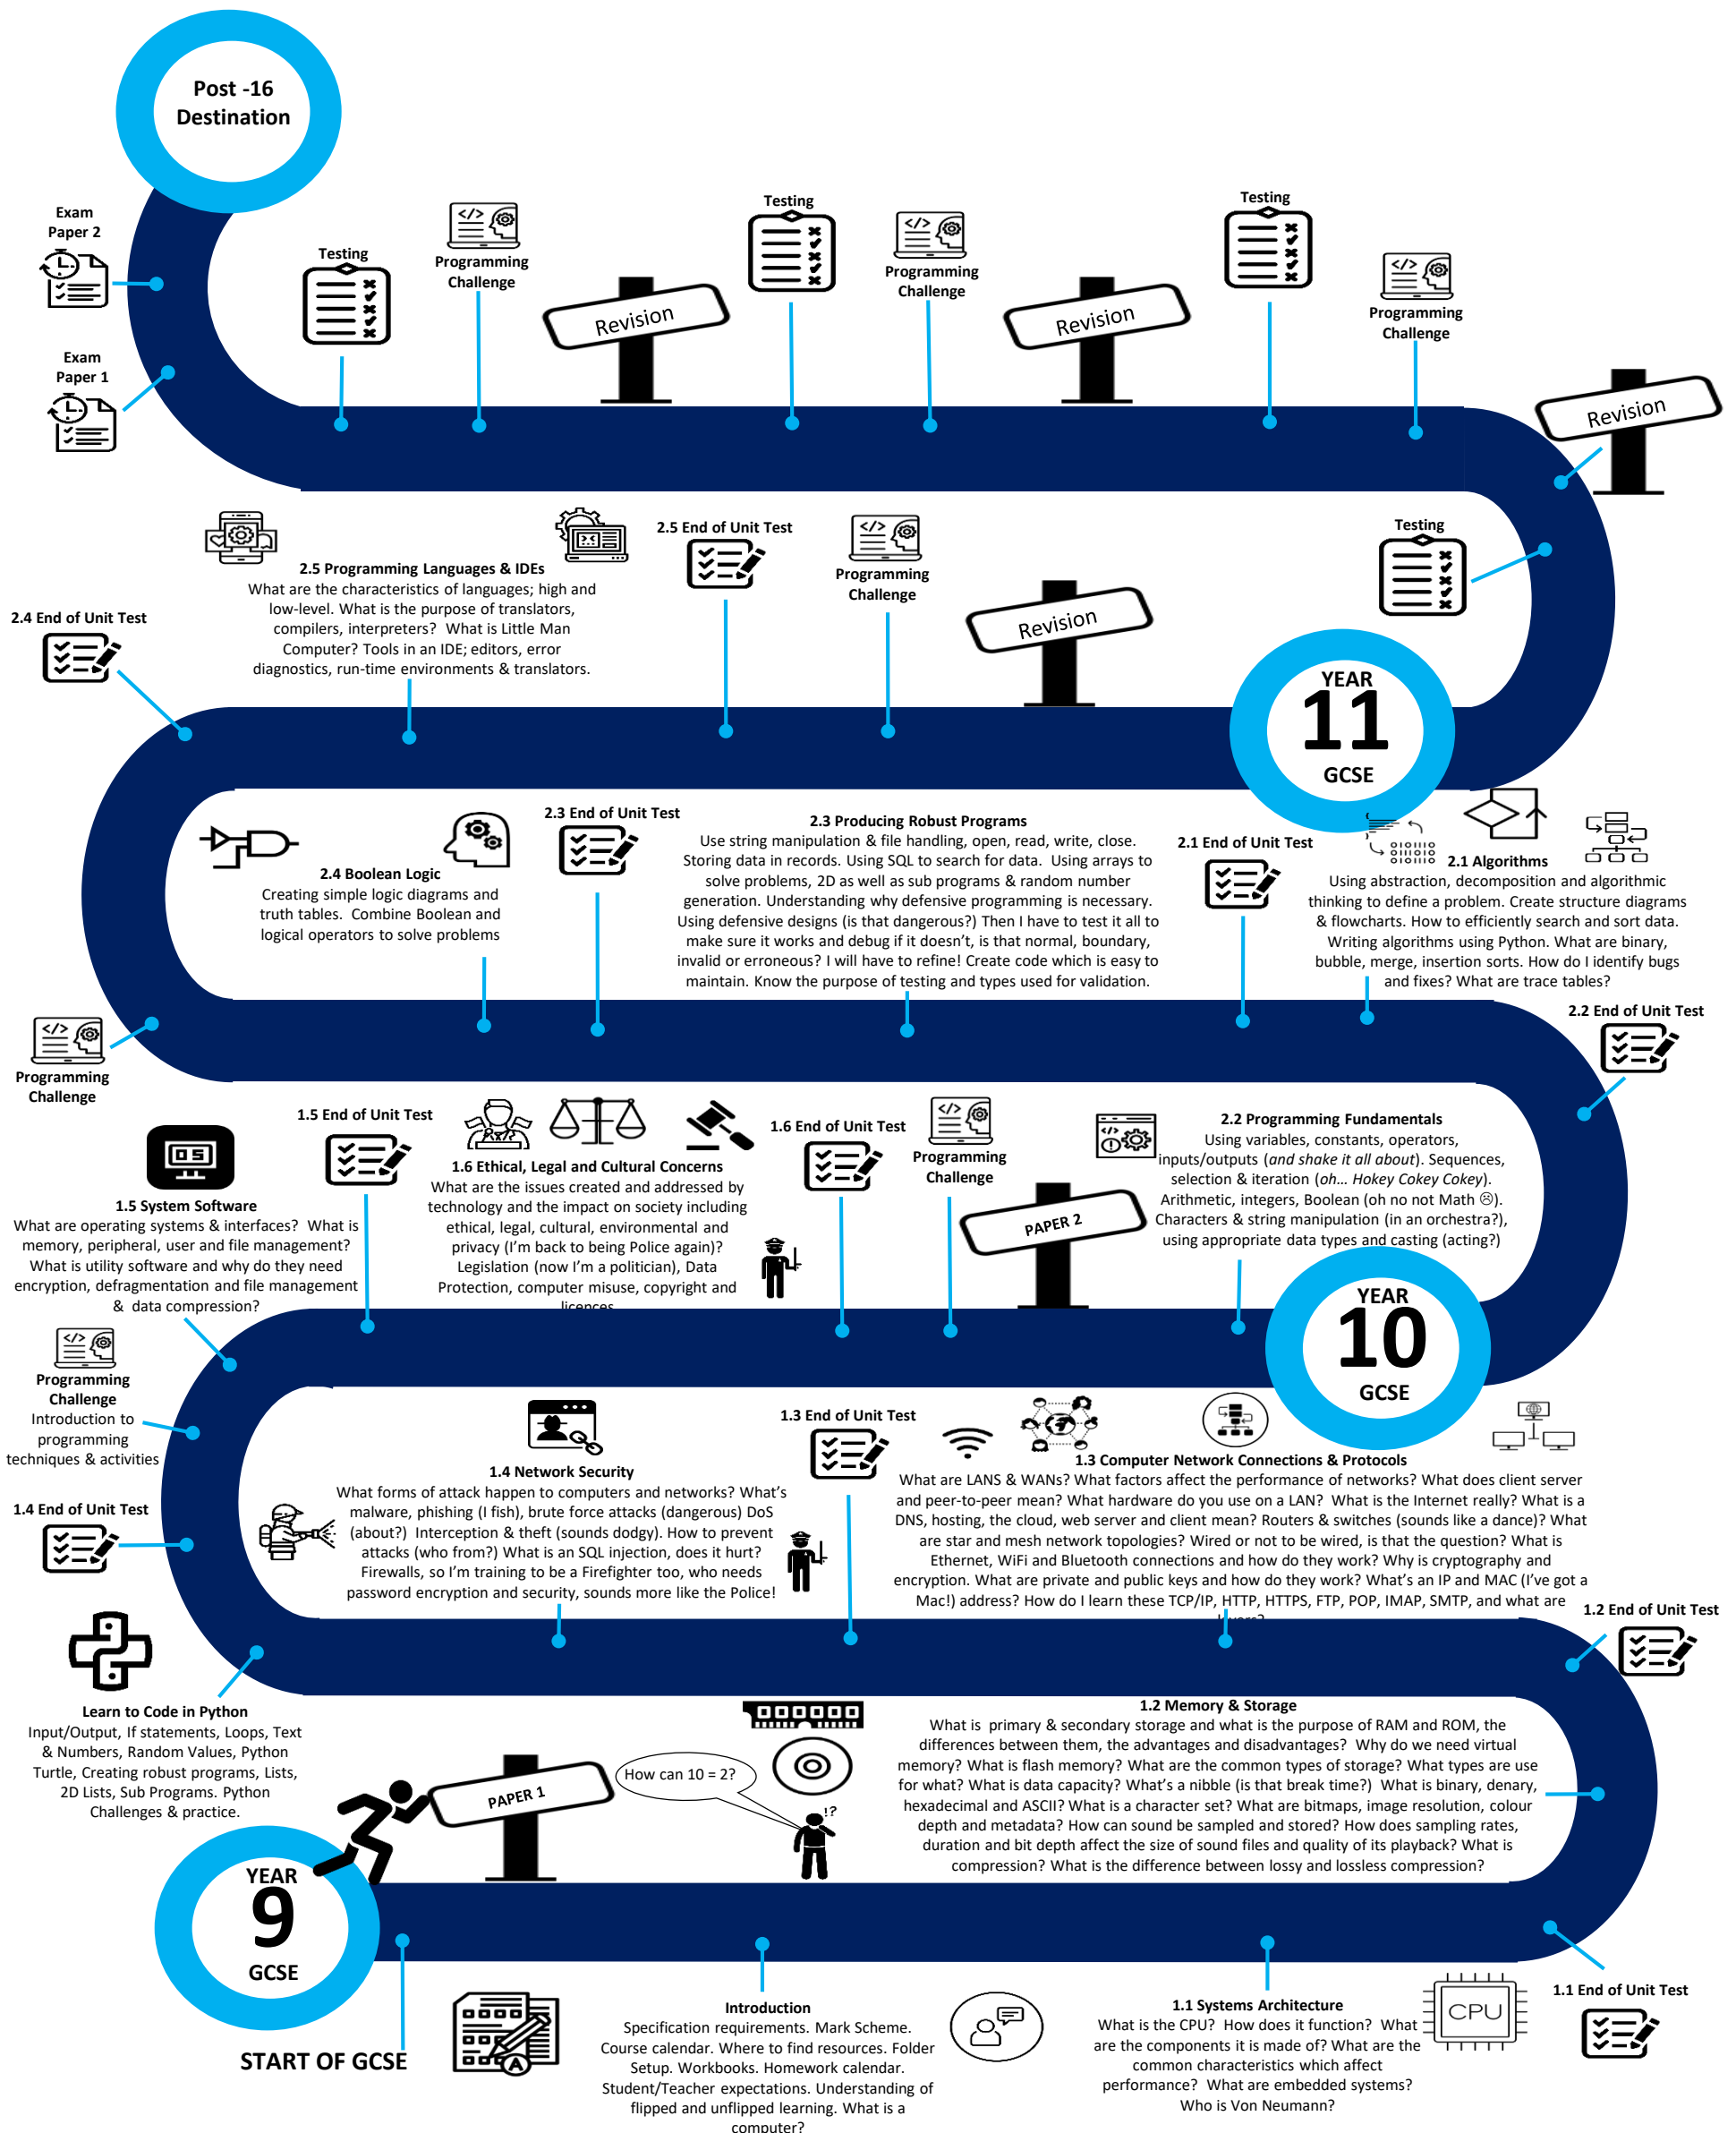 Post -16
Destination
Exam
Paper 2
Exam
Paper 1
Testing
</>
Programming
Challenge
Revision
Testing
</>
Programming
Challenge
Revision
Testing
</>
Programming
Challenge
Revision
Testing
2.5 Programming Languages & IDEs
What are the characteristics of languages; high and
low-level. What is the purpose of translators,
compilers, interpreters?  What is Little Man
Computer? Tools in an IDE; editors, error
diagnostics, run-time environments & translators.
2.5 End of Unit Test
</>
Programming
Challenge
Revision
2.4 End of Unit Test
YEAR
11
GCSE
2.4 Boolean Logic
Creating simple logic diagrams and
truth tables.  Combine Boolean and
logical operators to solve problems
2.3 End of Unit Test
2.3 Producing Robust Programs
Use string manipulation & file handling, open, read, write, close.
Storing data in records. Using SQL to search for data.  Using arrays to
solve problems, 2D as well as sub programs & random number
generation. Understanding why defensive programming is necessary.
Using defensive designs (is that dangerous?) Then I have to test it all to
make sure it works and debug if it doesn't, is that normal, boundary,
invalid or erroneous? I will have to refine! Create code which is easy to
maintain. Know the purpose of testing and types used for validation.
2.1 End of Unit Test
2.1 Algorithms
Using abstraction, decomposition and algorithmic
thinking to define a problem. Create structure diagrams
& flowcharts. How to efficiently search and sort data.
Writing algorithms using Python. What are binary,
bubble, merge, insertion sorts. How do I identify bugs
and fixes? What are trace tables?
2.2 End of Unit Test
</>
Programming
Challenge
OS
1.5 System Software
What are operating systems & interfaces?  What is
memory, peripheral, user and file management?
What is utility software and why do they need
encryption, defragmentation and file management
& data compression?
1.5 End of Unit Test
1.6 Ethical, Legal and Cultural Concerns
What are the issues created and addressed by
technology and the impact on society including
ethical, legal, cultural, environmental and
privacy (I'm back to being Police again)?
Legislation (now I'm a politician), Data
Protection, computer misuse, copyright and
licences
1.6 End of Unit Test
</>
Programming
Challenge
PAPER 2
</>
2.2 Programming Fundamentals
Using variables, constants, operators,
inputs/outputs (and shake it all about). Sequences,
selection & iteration (oh... Hokey Cokey Cokey).
Arithmetic, integers, Boolean (oh no not Math ☹).
Characters & string manipulation (in an orchestra?),
using appropriate data types and casting (acting?)
YEAR
10
GCSE
</>
Programming
Challenge
Introduction to
programming
techniques & activities
1.4 End of Unit Test
1.4 Network Security
What forms of attack happen to computers and networks? What's
malware, phishing (I fish), brute force attacks (dangerous) DoS
(about?)  Interception & theft (sounds dodgy). How to prevent
attacks (who from?) What is an SQL injection, does it hurt?
Firewalls, so I'm training to be a Firefighter too, who needs
password encryption and security, sounds more like the Police!
1.3 End of Unit Test
1.3 Computer Network Connections & Protocols
What are LANS & WANs? What factors affect the performance of networks? What does client server
and peer-to-peer mean? What hardware do you use on a LAN?  What is the Internet really? What is a
DNS, hosting, the cloud, web server and client mean? Routers & switches (sounds like a dance)? What
are star and mesh network topologies? Wired or not to be wired, is that the question? What is
Ethernet, WiFi and Bluetooth connections and how do they work? Why is cryptography and
encryption. What are private and public keys and how do they work? What's an IP and MAC (I've got a
Mac!) address? How do I learn these TCP/IP, HTTP, HTTPS, FTP, POP, IMAP, SMTP, and what are
1.2 End of Unit Test
Learn to Code in Python
Input/Output, If statements, Loops, Text
& Numbers, Random Values, Python
Turtle, Creating robust programs, Lists,
2D Lists, Sub Programs. Python
Challenges & practice.
PAPER 1
How can 10 = 2?
!?
1.2 Memory & Storage
What is  primary & secondary storage and what is the purpose of RAM and ROM, the
differences between them, the advantages and disadvantages?  Why do we need virtual
memory? What is flash memory? What are the common types of storage? What types are use
for what? What is data capacity? What's a nibble (is that break time?)  What is binary, denary,
hexadecimal and ASCII? What is a character set? What are bitmaps, image resolution, colour
depth and metadata? How can sound be sampled and stored? How does sampling rates,
duration and bit depth affect the size of sound files and quality of its playback? What is
compression? What is the difference between lossy and lossless compression?
YEAR
9
GCSE
START OF GCSE
A
Introduction
Specification requirements. Mark Scheme.
Course calendar. Where to find resources. Folder
Setup. Workbooks. Homework calendar.
Student/Teacher expectations. Understanding of
flipped and unflipped learning. What is a
computer?
1.1 Systems Architecture
What is the CPU?  How does it function?  What
are the components it is made of? What are the
common characteristics which affect
performance?  What are embedded systems?
Who is Von Neumann?
CPU
1.1 End of Unit Test